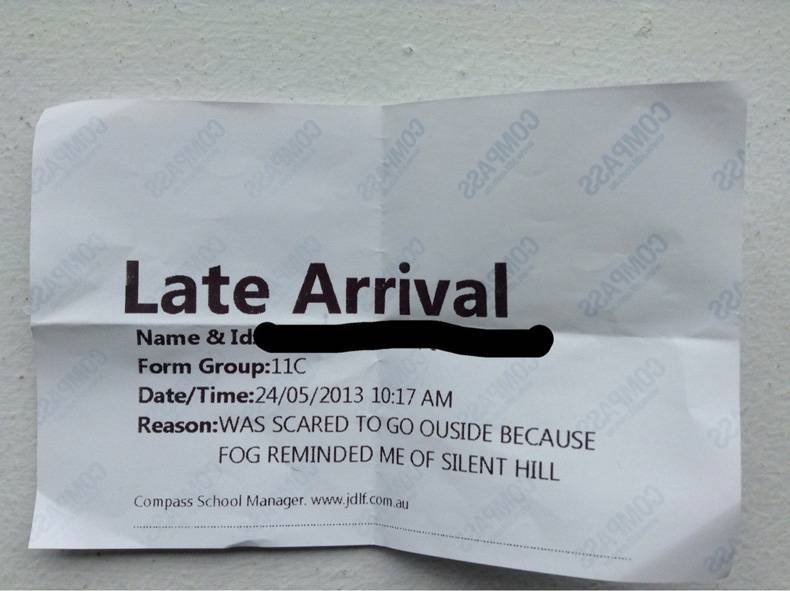 Late Arrival
Name & Id:
Form Group:11C
Date/Time:24/05/2013 10:17 AM
Reason:WAS SCARED TO GO OUSIDE BECAUSE
FOG REMINDED ME OF SILENT HILL
Compass School Manager. www.jdlf.com.au